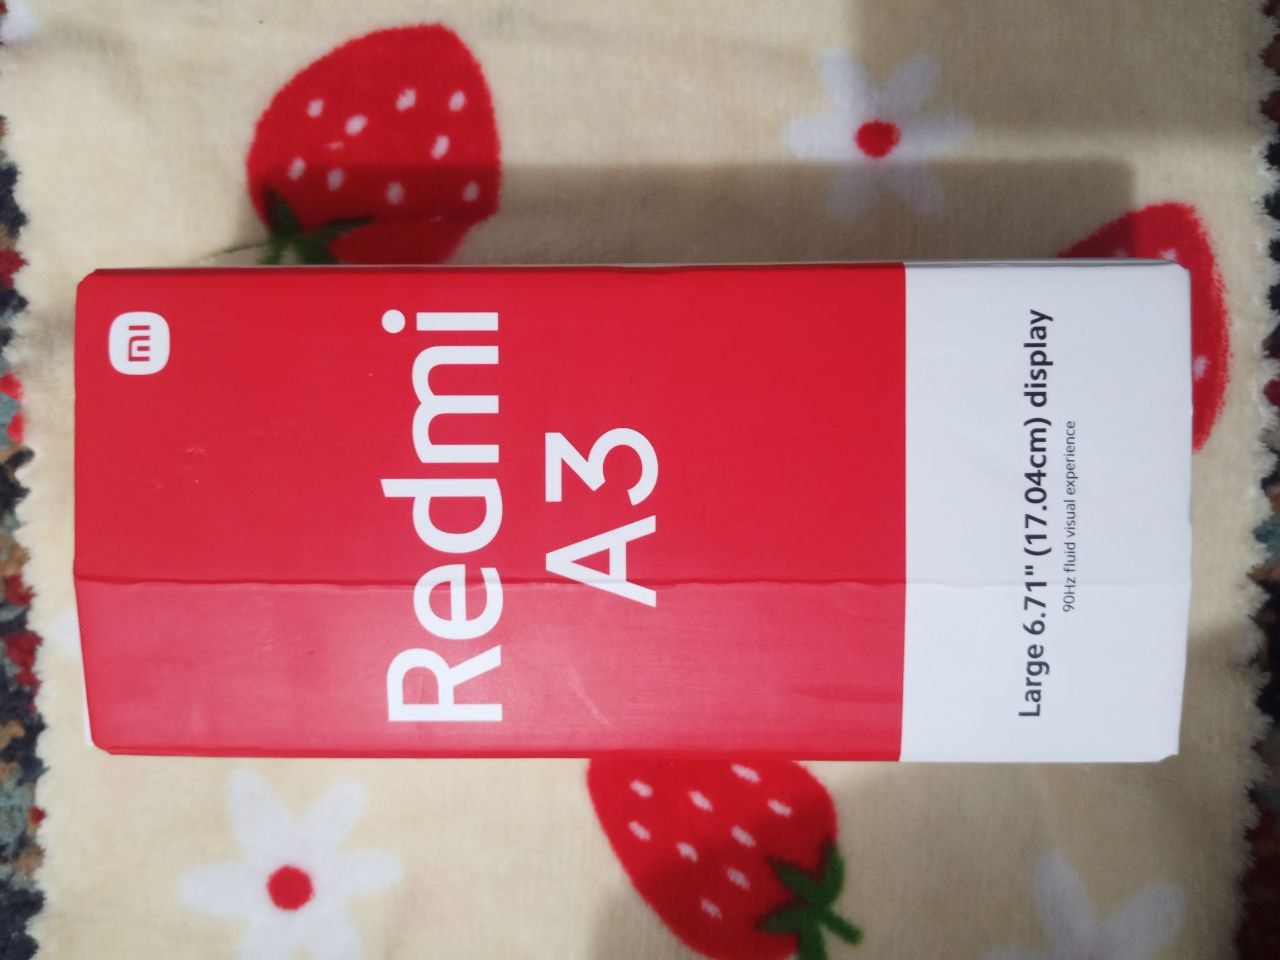 mi
Redmi
A3
Large 6.71" (17.04cm) display
90Hz fluid visual experience